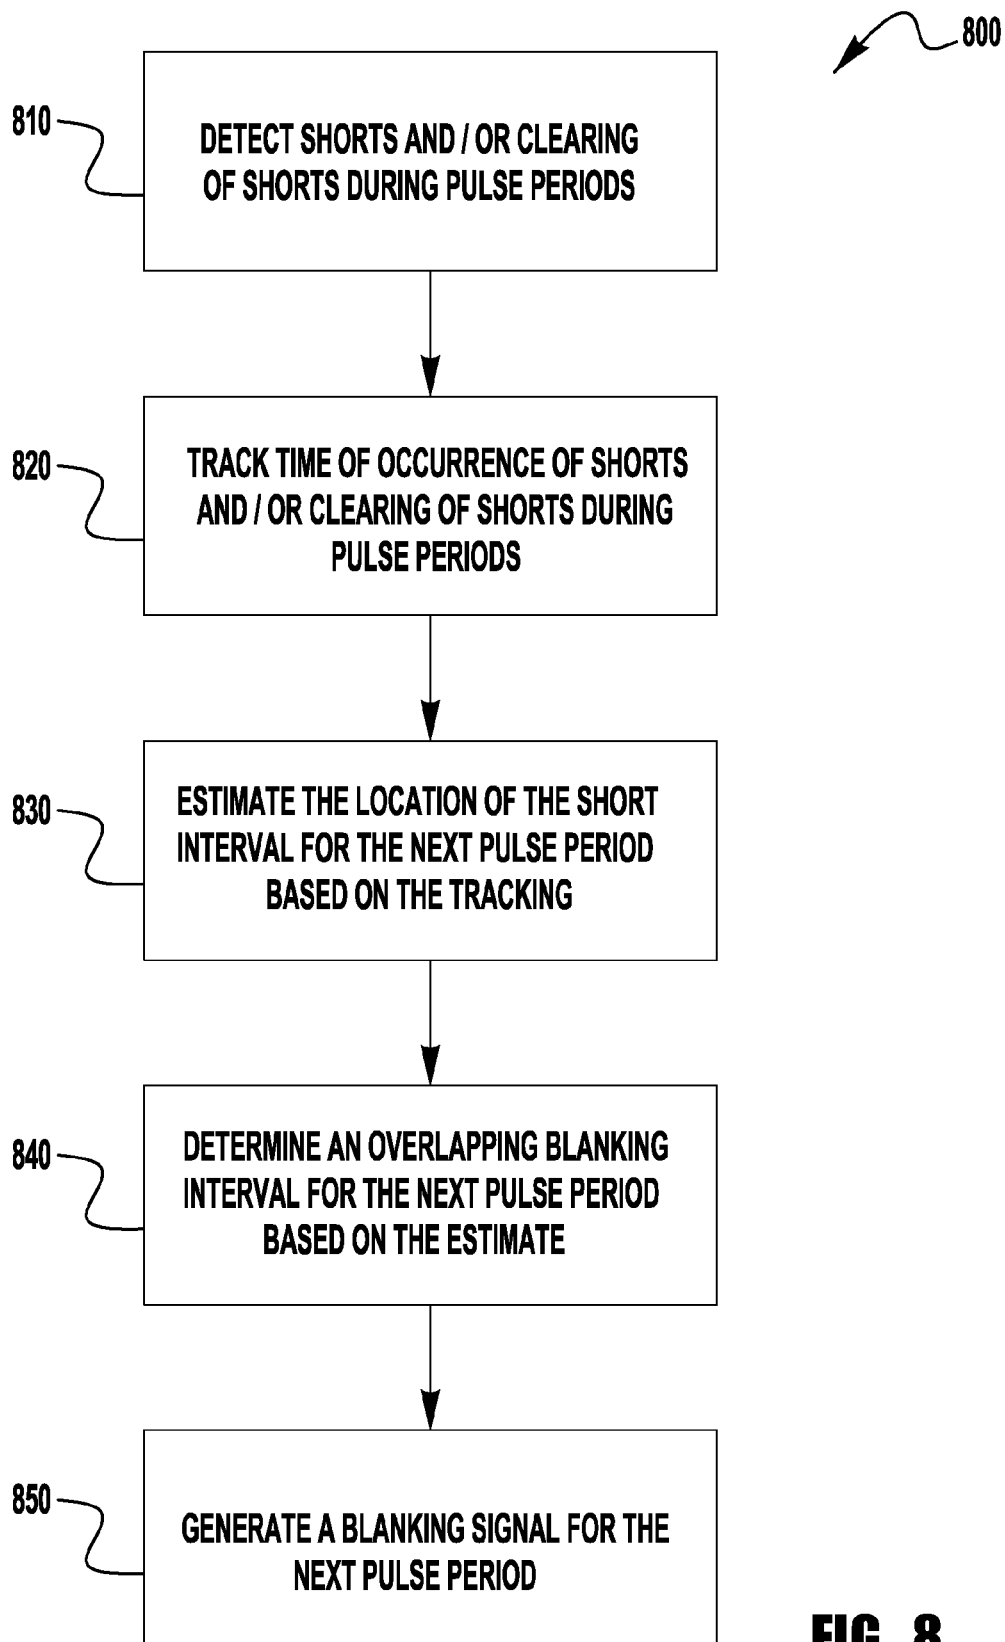 800
810
DETECT SHORTS AND / OR CLEARING
OF SHORTS DURING PULSE PERIODS
820
TRACK TIME OF OCCURRENCE OF SHORTS
AND / OR CLEARING OF SHORTS DURING
PULSE PERIODS
830
ESTIMATE THE LOCATION OF THE SHORT
INTERVAL FOR THE NEXT PULSE PERIOD
BASED ON THE TRACKING
840
DETERMINE AN OVERLAPPING BLANKING
INTERVAL FOR THE NEXT PULSE PERIOD
BASED ON THE ESTIMATE
850
GENERATE A BLANKING SIGNAL FOR THE
NEXT PULSE PERIOD
FIG. 8